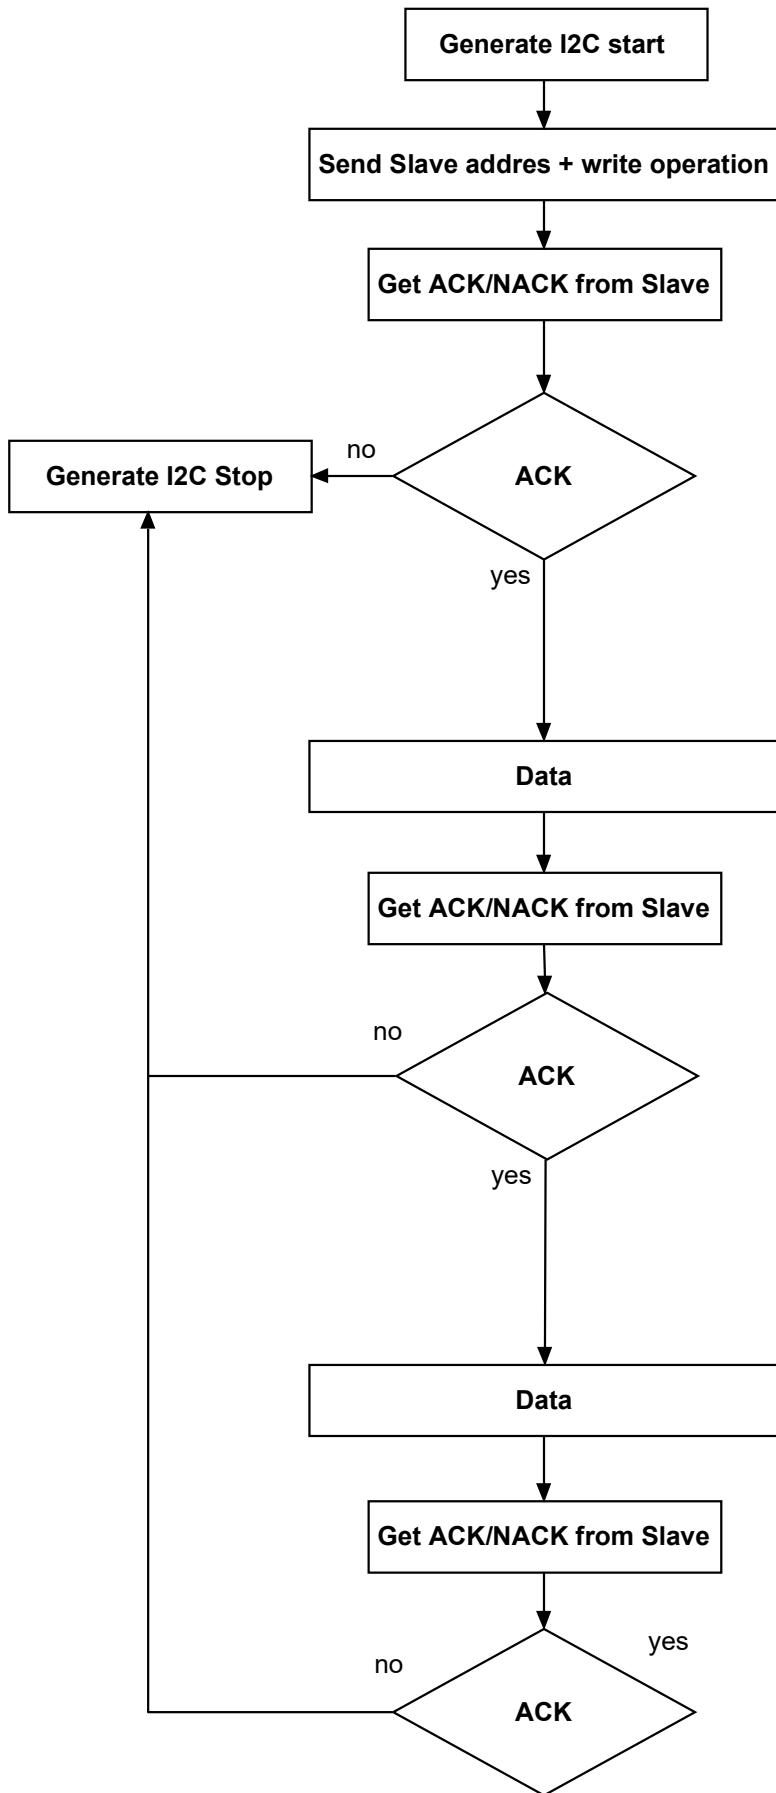 Generate I2C start
Send Slave addres + write operation
Get ACK/NACK from Slave
no
Generate I2C Stop
ACK
yes
Data
Get ACK/NACK from Slave
no
ACK
yes
Data
Get ACK/NACK from Slave
yes
no
ACK